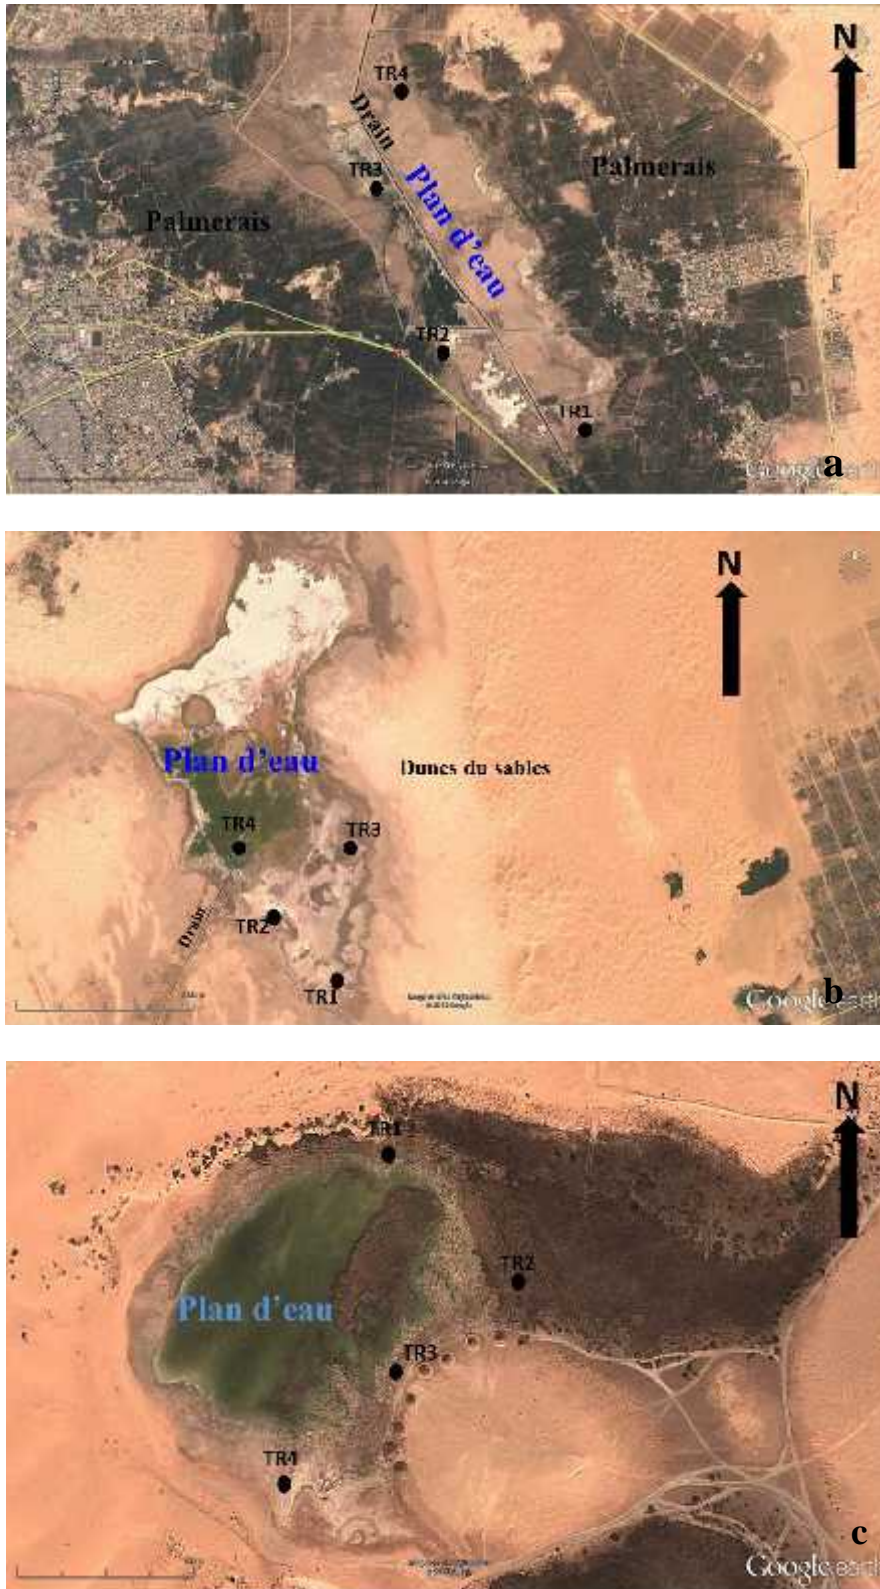 N
TR4
Drain
Plan d'eau
Palmerais
TR3
Palmerais
TR2
TR1
Google earth
a
N
Plan d'eau
Dunes du sables
TR4
TR3
TR2
Drain
TR1
Google earth
b
N
TR1
TR2
Plan d'eau
TR3
TR4
c
Google earth